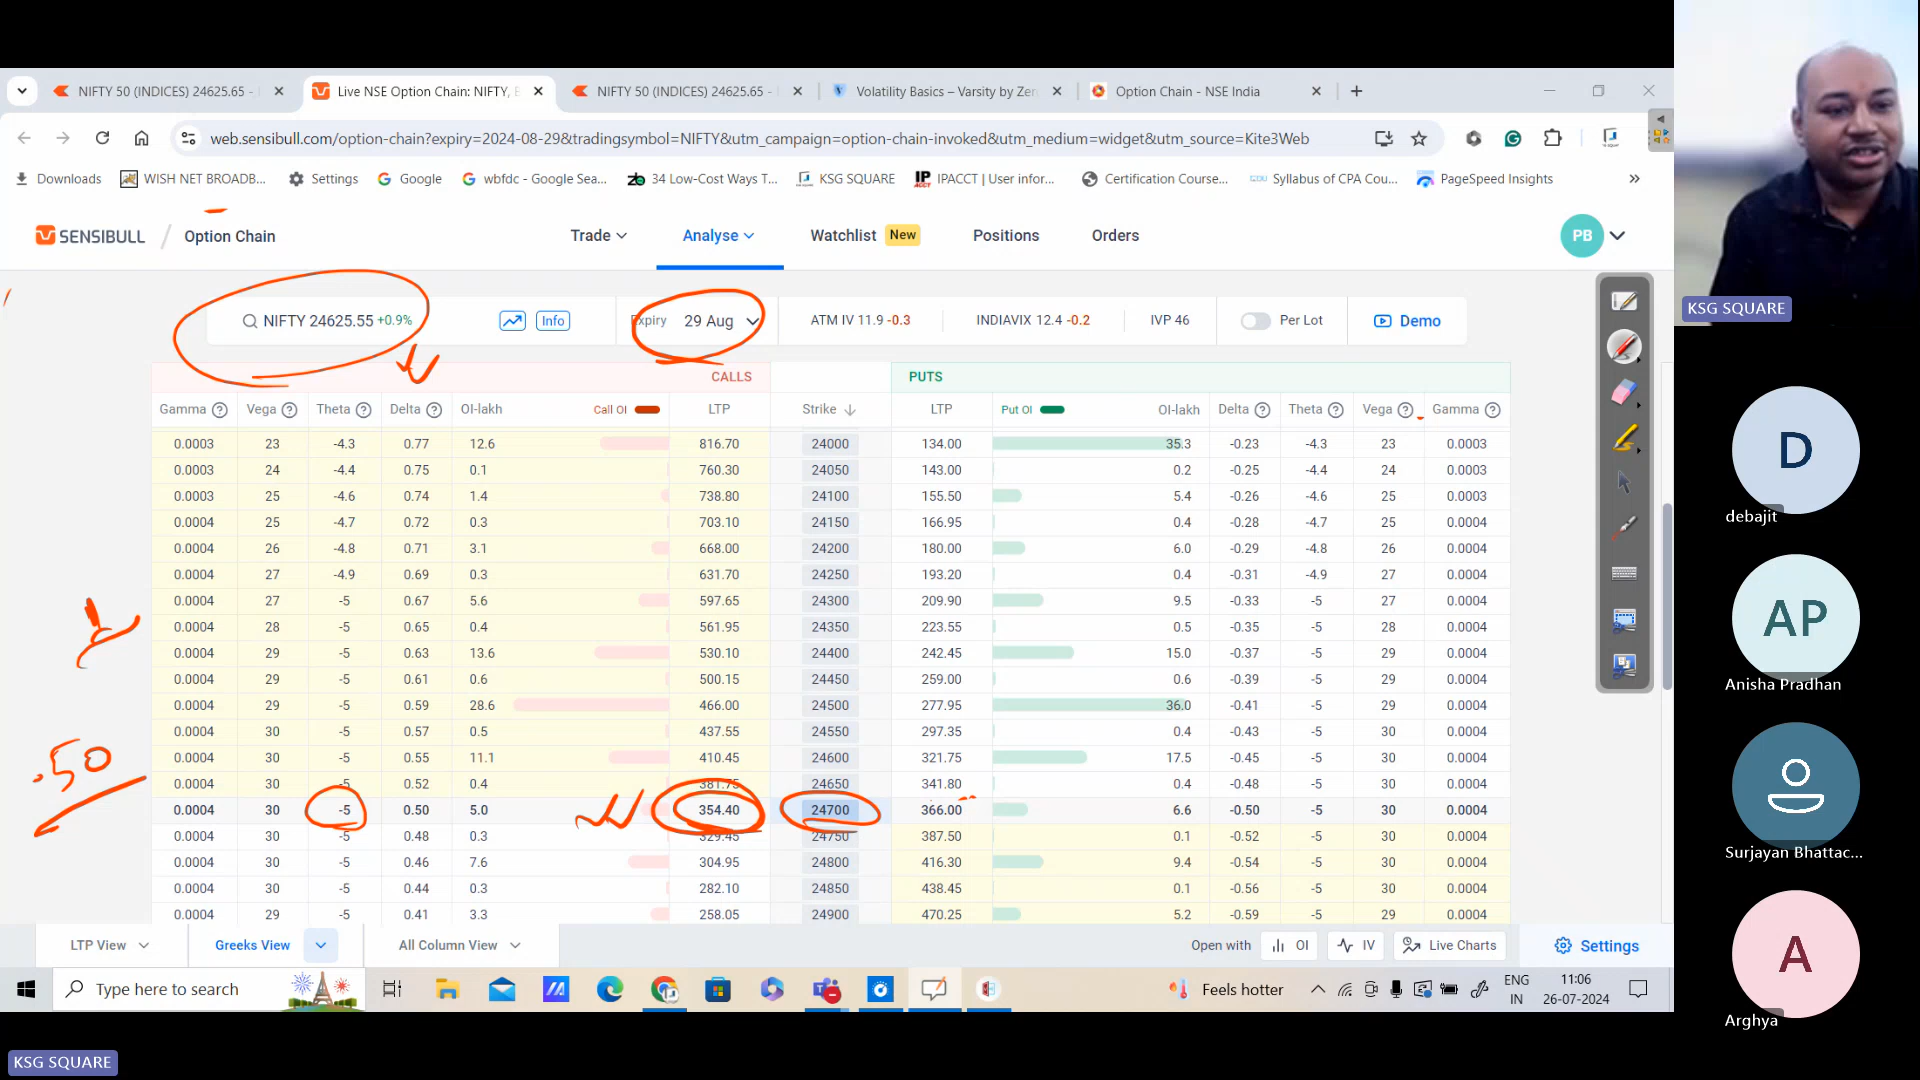 NIFTY 50 (INDICES) 24625.65 -
Live NSE Option Chain: NIFTY, B
NIFTY 50 (INDICES) 24625.65 -
Volatility Basics – Varsity by Zer
Option Chain - NSE India
web.sensibull.com/option-chain?expiry=2024-08-29&tradingsymbol=NIFTY&utm_campaign=option-chain-invoked&utm_medium=widget&utm_source=Kite3Web
Downloads WISH NET BROADB... Settings Google wbfdc - Google Sea... 34 Low-Cost Ways T... KSG SQUARE IPACCT | User infor... Certification Course... Syllabus of CPA Cou... PageSpeed Insights »
SENSIBULL / Option Chain Trade Analyse Watchlist New Positions Orders PB
NIFTY 24625.55 +0.9% Info Expiry 29 Aug ATM IV 11.9 -0.3 INDIAVIX 12.4 -0.2 IVP 46 Per Lot Demo
CALLS PUTS
Gamma Vega Theta Delta OI-lakh Call OI LTP Strike LTP Put OI OI-lakh Delta Theta Vega Gamma
0.0003 23 -4.3 0.77 12.6 816.70 24000 134.00 35.3 -0.23 -4.3 23 0.0003
0.0003 24 -4.4 0.75 0.1 760.30 24050 143.00 0.2 -0.25 -4.4 24 0.0003
0.0003 25 -4.6 0.74 1.4 738.80 24100 155.50 5.4 -0.26 -4.6 25 0.0003
0.0004 25 -4.7 0.72 0.3 703.10 24150 166.95 0.4 -0.28 -4.7 25 0.0004
0.0004 26 -4.8 0.71 3.1 668.00 24200 180.00 6.0 -0.29 -4.8 26 0.0004
0.0004 27 -4.9 0.69 0.3 631.70 24250 193.20 0.4 -0.31 -4.9 27 0.0004
0.0004 27 -5 0.67 5.6 597.65 24300 209.90 9.5 -0.33 -5 27 0.0004
0.0004 28 -5 0.65 0.4 561.95 24350 223.55 0.5 -0.35 -5 28 0.0004
0.0004 29 -5 0.63 13.6 530.10 24400 242.45 15.0 -0.37 -5 29 0.0004
0.0004 29 -5 0.61 0.6 500.15 24450 259.00 0.6 -0.39 -5 29 0.0004
0.0004 29 -5 0.59 28.6 466.00 24500 277.95 36.0 -0.41 -5 29 0.0004
0.0004 30 -5 0.57 0.5 437.55 24550 297.35 0.4 -0.43 -5 30 0.0004
0.0004 30 -5 0.55 11.1 410.45 24600 321.75 17.5 -0.45 -5 30 0.0004
.50
0.0004 30 -5 0.52 0.4 381.75 24650 341.80 0.4 -0.48 -5 30 0.0004
0.0004 30 -5 0.50 5.0 354.40 24700 366.00 6.6 -0.50 -5 30 0.0004
0.0004 30 -5 0.48 0.3 329.45 24750 387.50 0.1 -0.52 -5 30 0.0004
0.0004 30 -5 0.46 7.6 304.95 24800 416.30 9.4 -0.54 -5 30 0.0004
0.0004 30 -5 0.44 0.3 282.10 24850 438.45 0.1 -0.56 -5 30 0.0004
0.0004 29 -5 0.41 3.3 258.05 24900 470.25 5.2 -0.59 -5 29 0.0004
LTP View Greeks View All Column View Open with OI IV Live Charts Settings
Type here to search Feels hotter ENG IN 11:06 26-07-2024
KSG SQUARE
D
debajit
AP
Anisha Pradhan
Surjayan Bhattac...
A
Arghya
KSG SQUARE